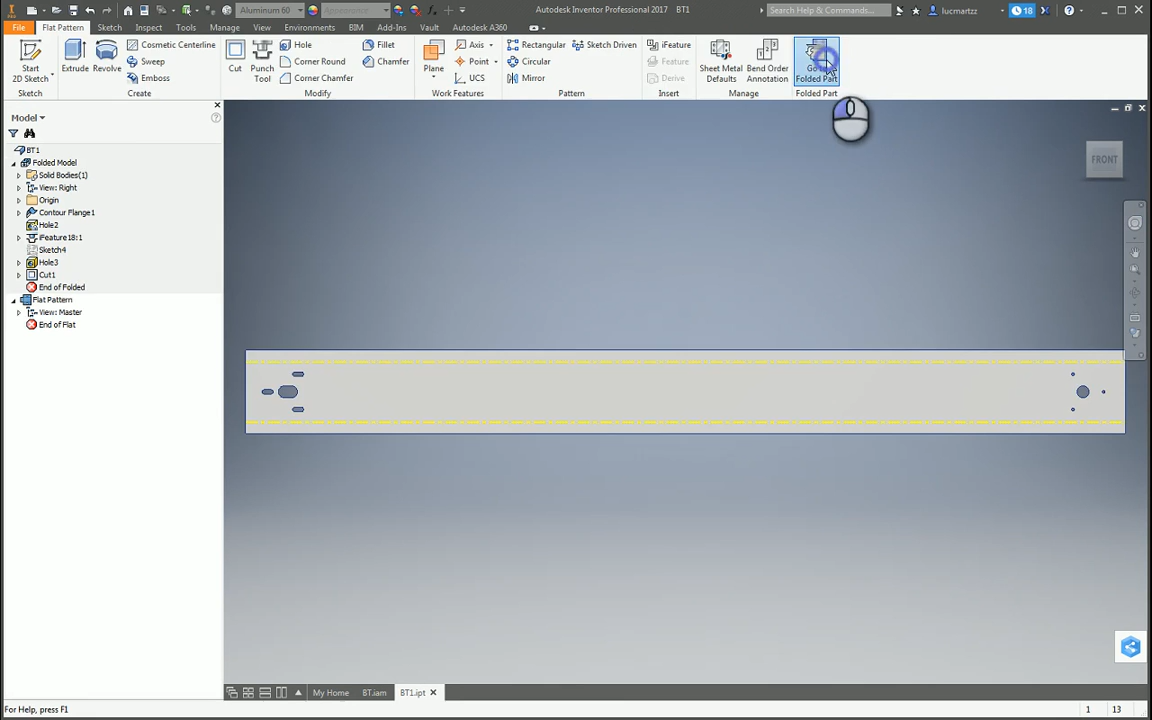 Aluminum 60
Appearance
Autodesk Inventor Professional 2017 BT1
Search Help & Commands...
lucmartzz
18
File Flat Pattern Sketch Inspect Tools Manage View Environments BIM Vault Add-Ins Autodesk A360
Start
2D Sketch
Sketch
Extrude
Revolve
Cosmetic Centerline
Sweep
Emboss
Create
Cut
Punch
Tool
Hole
Corner Round
Corner Chamfer
Fillet
Chamfer
Modify
Plane
Axis
Point
UCS
Work Features
Rectangular
Circular
Mirror
Sketch Driven
Pattern
iFeature
Feature
Derive
Insert
Sheet Metal
Defaults
Bend Order
Annotation
Manage
Folded Part
Folded Part
Model
BT1
Folded Model
Solid Bodies(1)
View: Right
Origin
Contour Flange1
Hole2
iFeature18:1
Sketch4
Hole3
Cut1
End of Folded
Flat Pattern
View: Master
End of Flat
FRONT
My Home BT.iam BT1.ipt
For Help, press F1
1 13